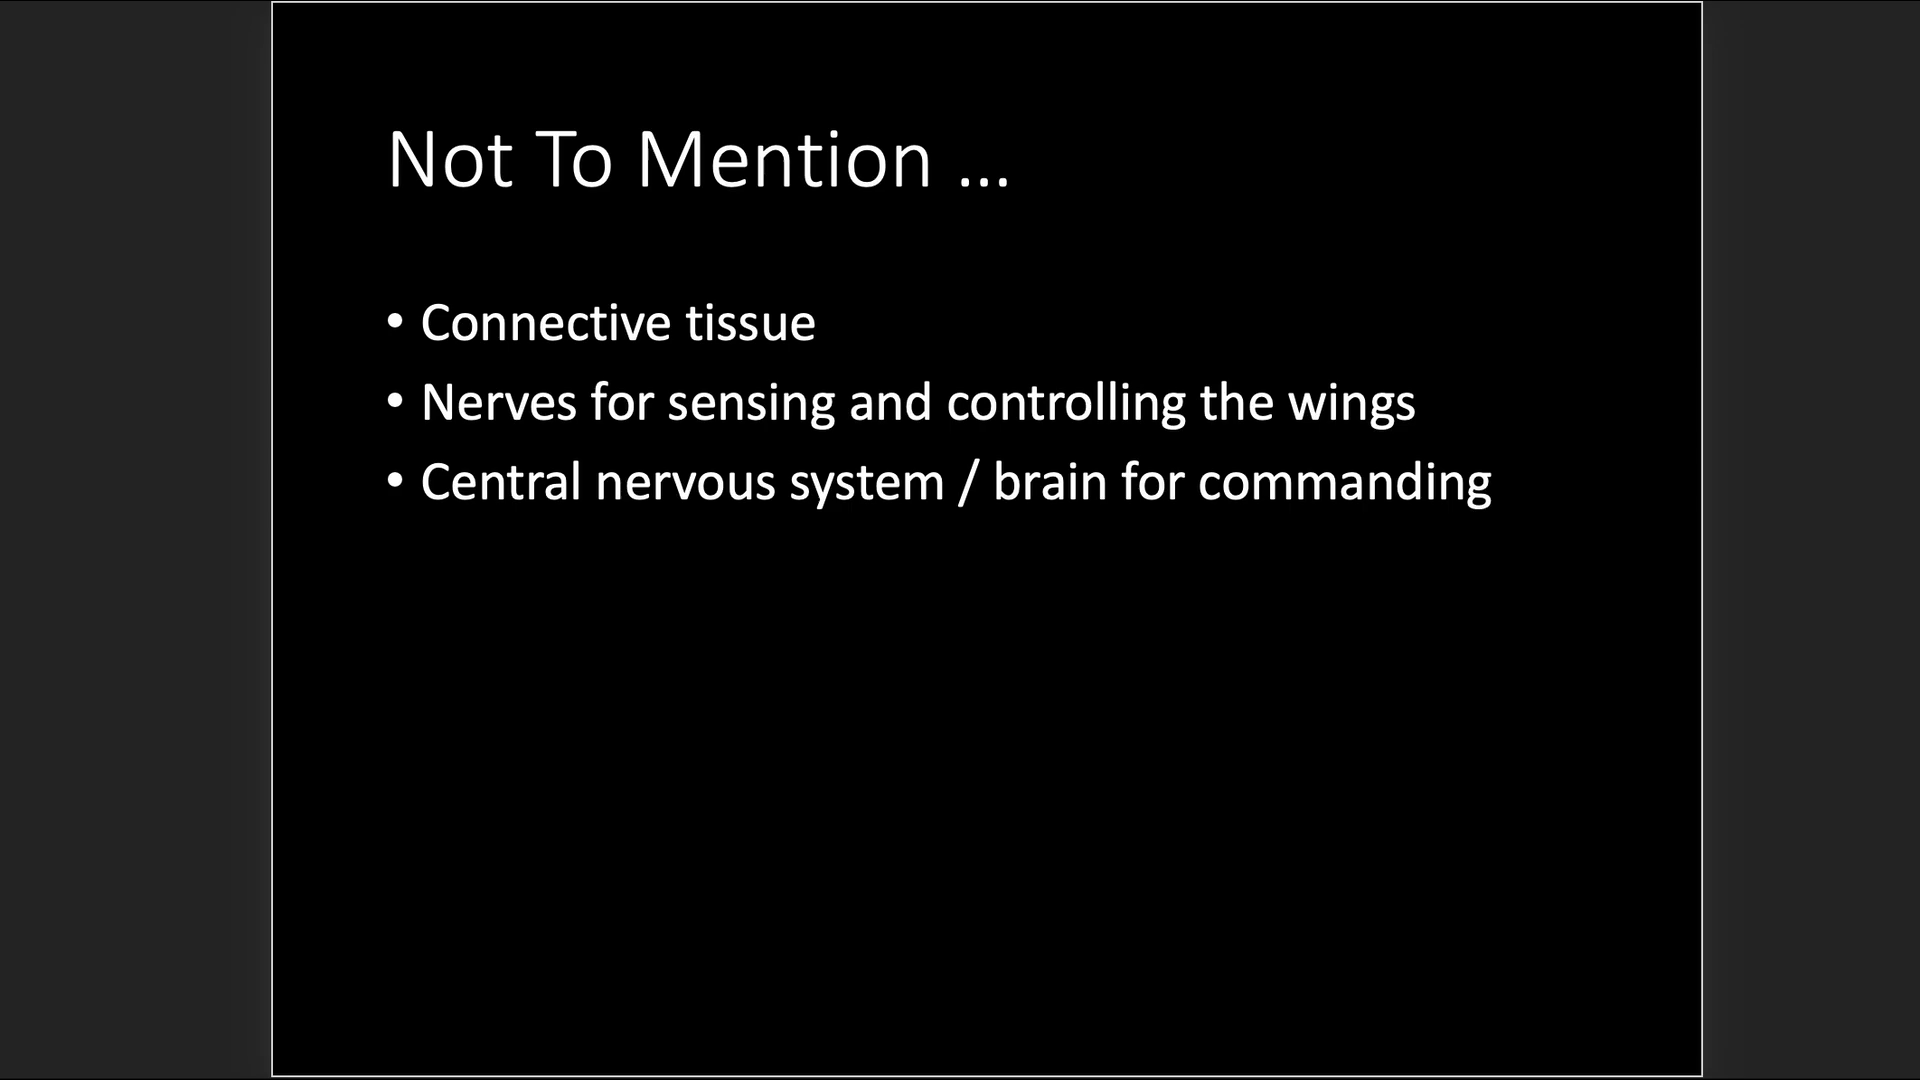 Not To Mention ...
• Connective tissue
• Nerves for sensing and controlling the wings
• Central nervous system / brain for commanding